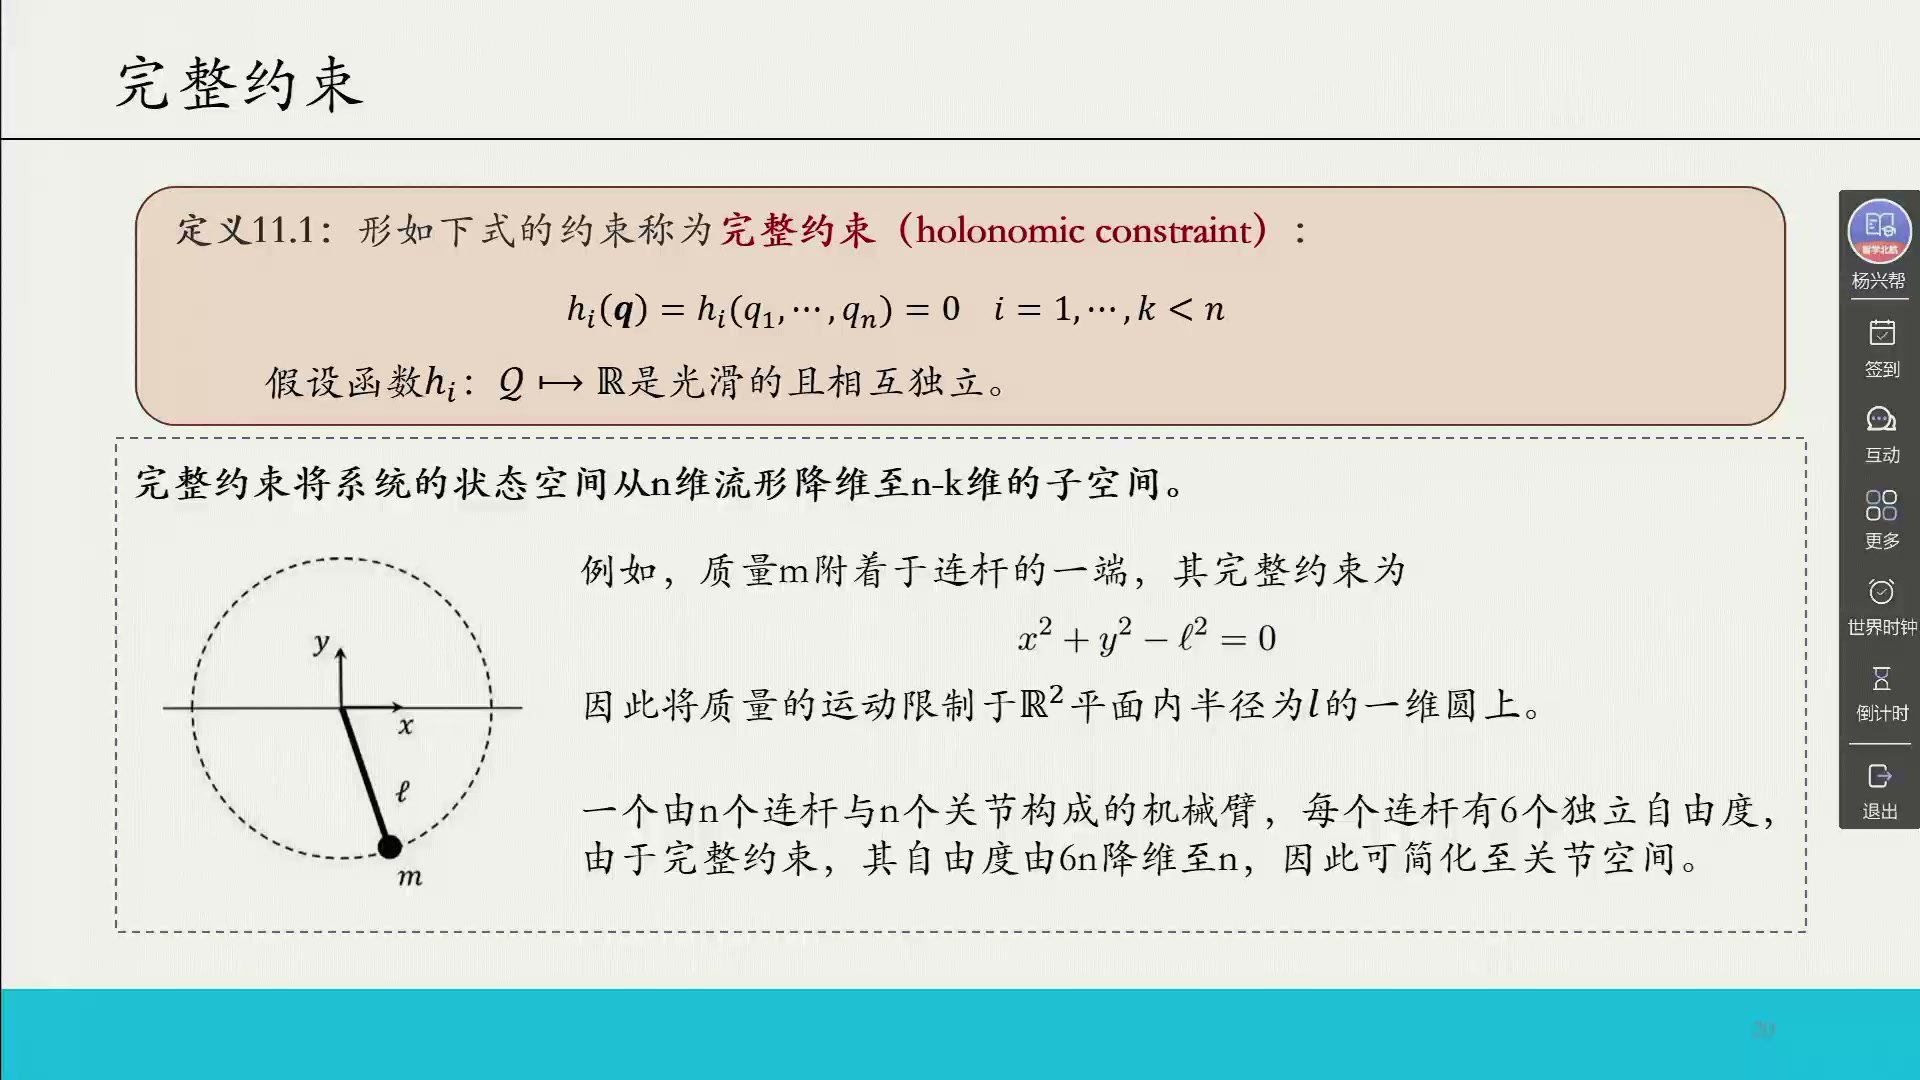 完整约束
定义11.1：形如下式的约束称为完整约束（holonomic constraint）:
h_i(q) = h_i(q_1, ⋯, q_n) = 0   i = 1, ⋯, k < n
假设函数h_i：Q ⟼ ℝ是光滑的且相互独立。
完整约束将系统的状态空间从n维流形降维至n-k维的子空间。
例如，质量m附着于连杆的一端，其完整约束为
x² + y² − ℓ² = 0
因此将质量的运动限制于ℝ²平面内半径为l的一维圆上。
一个由n个连杆与n个关节构成的机械臂，每个连杆有6个独立自由度，
由于完整约束，其自由度由6n降维至n，因此可简化至关节空间。
y
x
ℓ
m
20
智学北航
杨兴帮
签到
互动
更多
世界时钟
倒计时
退出